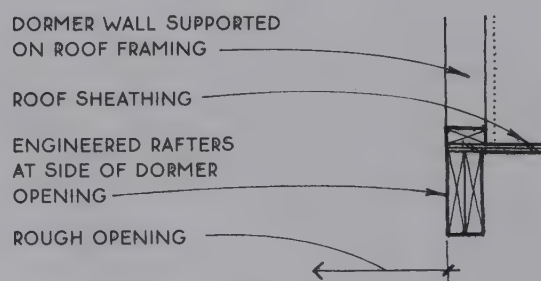 DORMER WALL SUPPORTED
ON ROOF FRAMING
ROOF SHEATHING
ENGINEERED RAFTERS
AT SIDE OF DORMER
OPENING
ROUGH OPENING